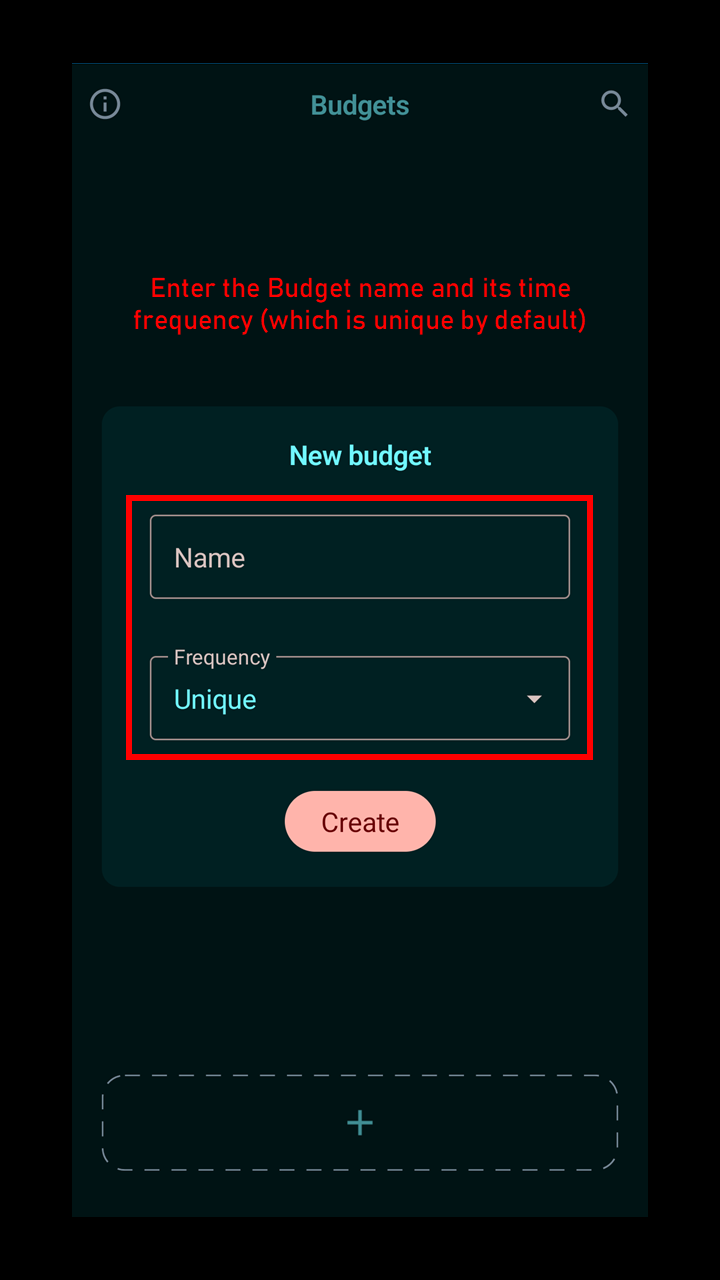 Budgets
Enter the Budget name and its time
frequency (which is unique by default)
New budget
Name
Frequency
Unique
Create